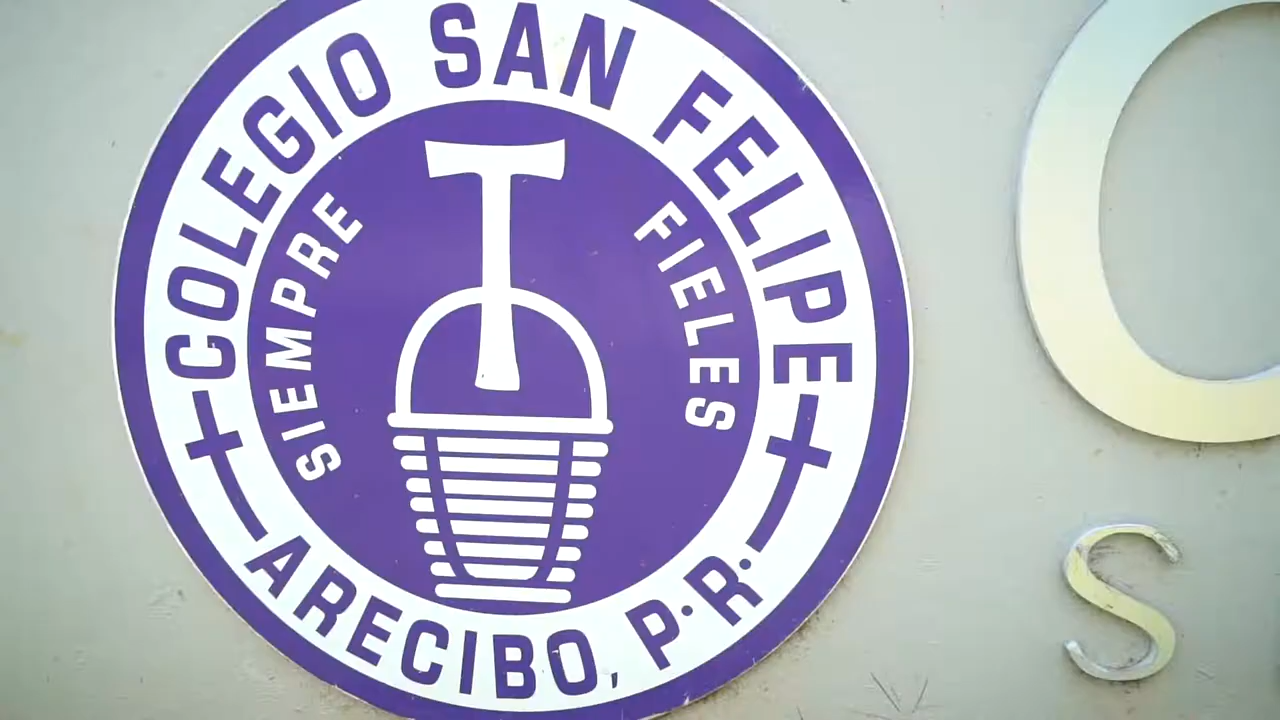 COLEGIO SAN FELIPE
SIEMPRE FIELES
ARECIBO, P.R.
C
S